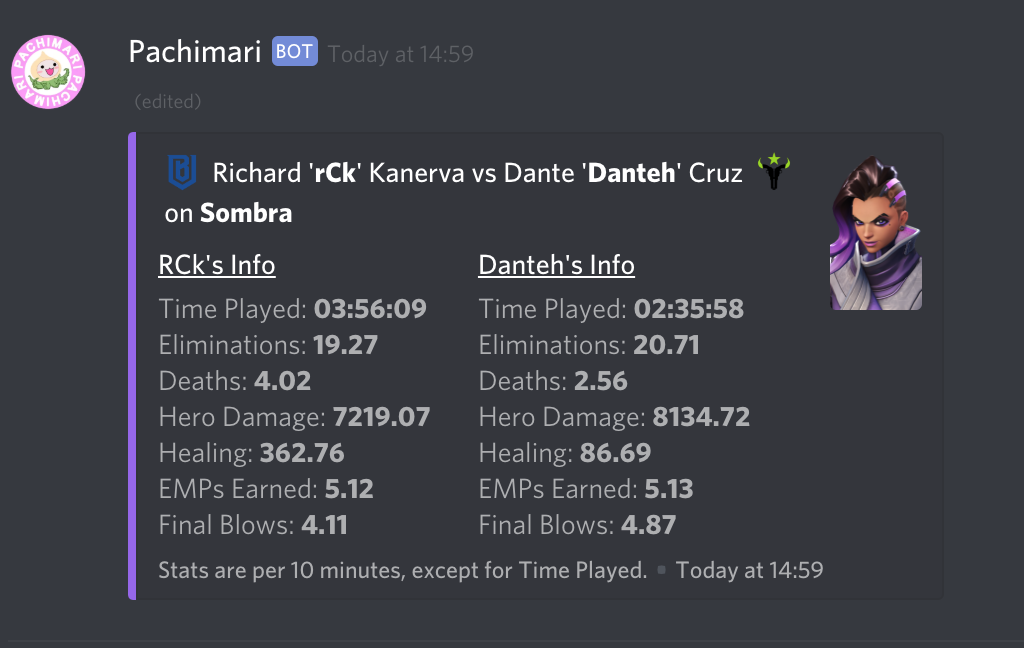 PACHIMARI PACHIMARI
Pachimari BOT Today at 14:59
(edited)
Richard 'rCk' Kanerva vs Dante 'Danteh' Cruz
on Sombra
RCk's Info
Time Played: 03:56:09
Eliminations: 19.27
Deaths: 4.02
Hero Damage: 7219.07
Healing: 362.76
EMPs Earned: 5.12
Final Blows: 4.11
Danteh's Info
Time Played: 02:35:58
Eliminations: 20.71
Deaths: 2.56
Hero Damage: 8134.72
Healing: 86.69
EMPs Earned: 5.13
Final Blows: 4.87
Stats are per 10 minutes, except for Time Played. • Today at 14:59